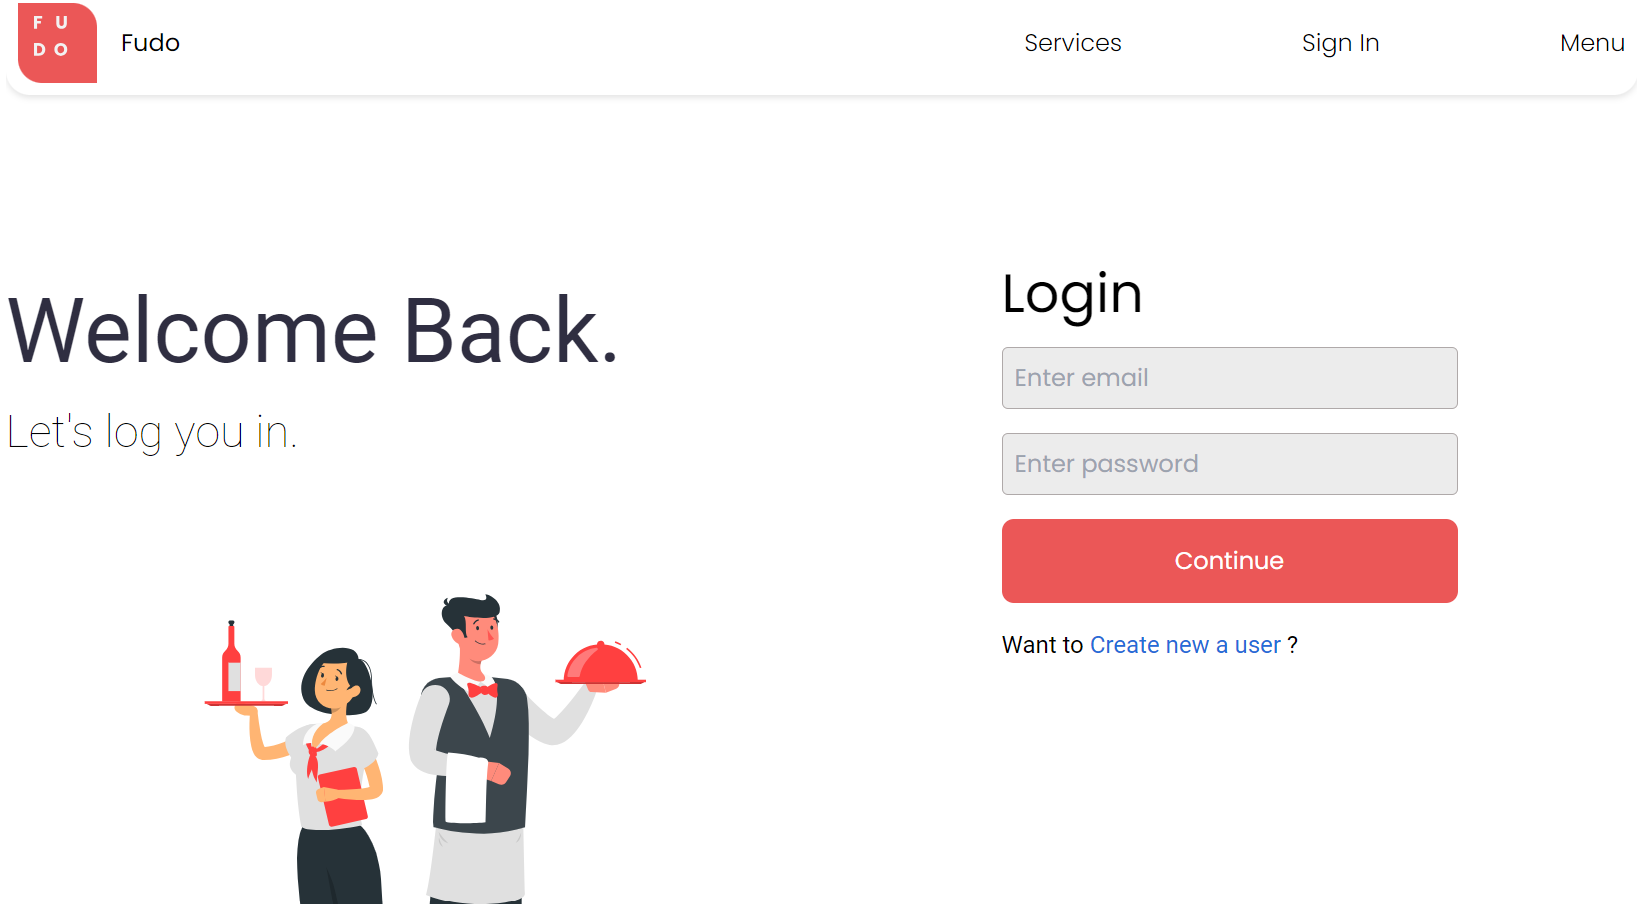 F U
D O
Fudo
Services
Sign In
Menu
Welcome Back.
Let's log you in.
Login
Enter email
Enter password
Continue
Want to Create new a user ?